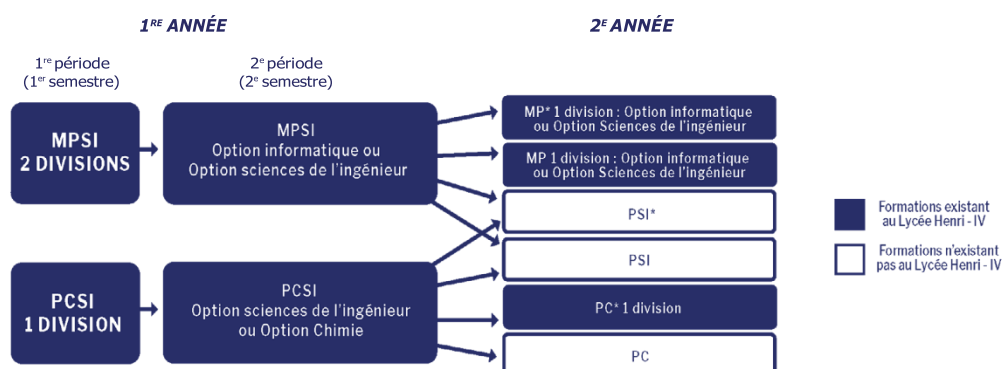 1RE ANNÉE
2E ANNÉE
1re période
(1er semestre)
2e période
(2e semestre)
MPSI
2 DIVISIONS
MPSI
Option informatique ou
Option sciences de l'ingénieur
MP* 1 division : Option informatique
ou Option Sciences de l'ingénieur
MP 1 division : Option informatique
ou Option Sciences de l'ingénieur
PSI*
PSI
PCSI
1 DIVISION
PCSI
Option sciences de l'ingénieur
ou Option Chimie
PC* 1 division
PC
Formations existant
au Lycée Henri - IV
Formations n'existant
pas au Lycée Henri - IV